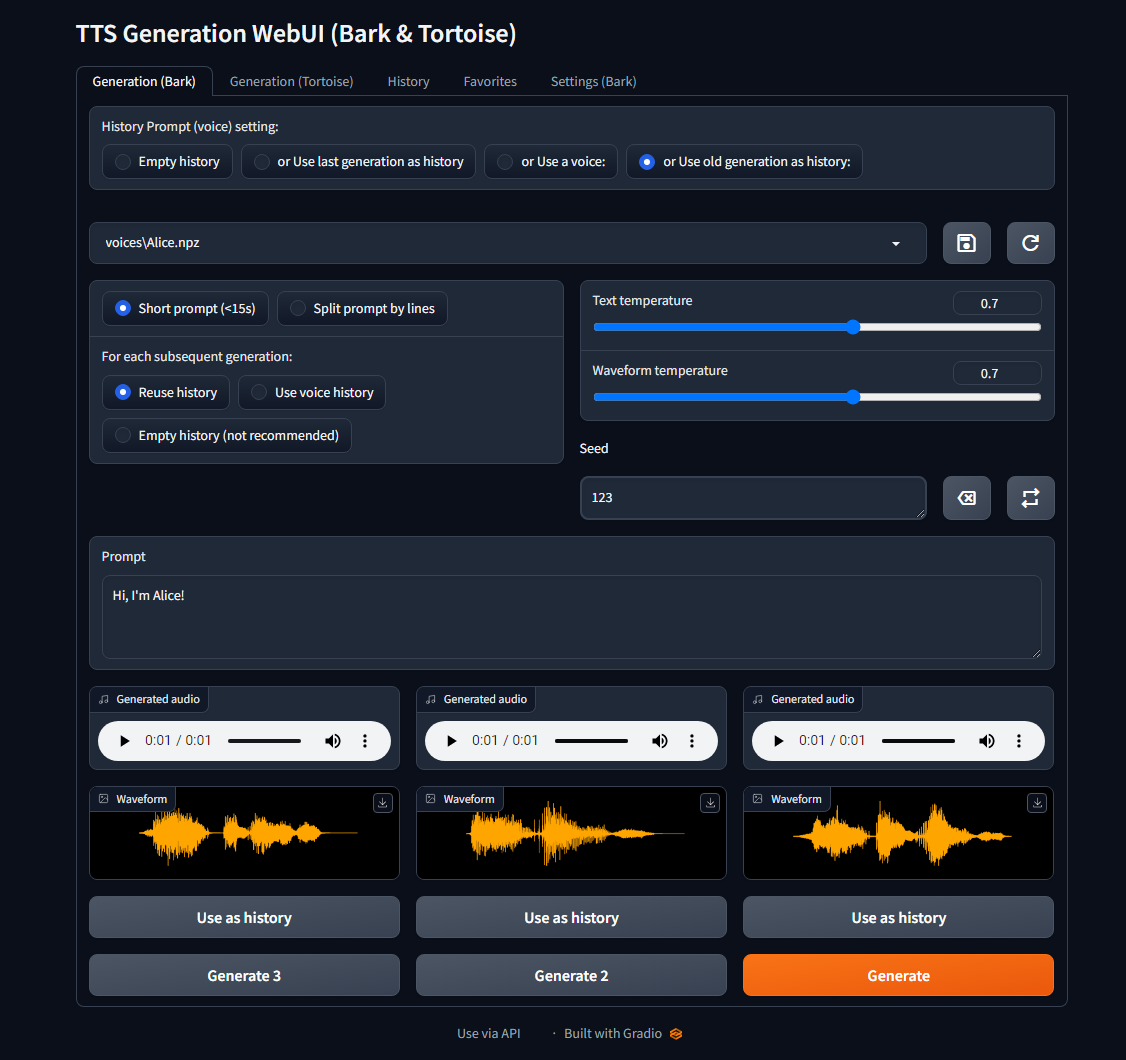 TTS Generation WebUI (Bark & Tortoise)
Generation (Bark) Generation (Tortoise) History Favorites Settings (Bark)
History Prompt (voice) setting:
Empty history or Use last generation as history or Use a voice: or Use old generation as history:
voices\Alice.npz
Short prompt (<15s) Split prompt by lines
For each subsequent generation:
Reuse history Use voice history
Empty history (not recommended)
Text temperature 0.7
Waveform temperature 0.7
Seed
123
Prompt
Hi, I'm Alice!
Generated audio Generated audio Generated audio
0:01 / 0:01 0:01 / 0:01 0:01 / 0:01
Waveform Waveform Waveform
Use as history Use as history Use as history
Generate 3 Generate 2 Generate
Use via API · Built with Gradio